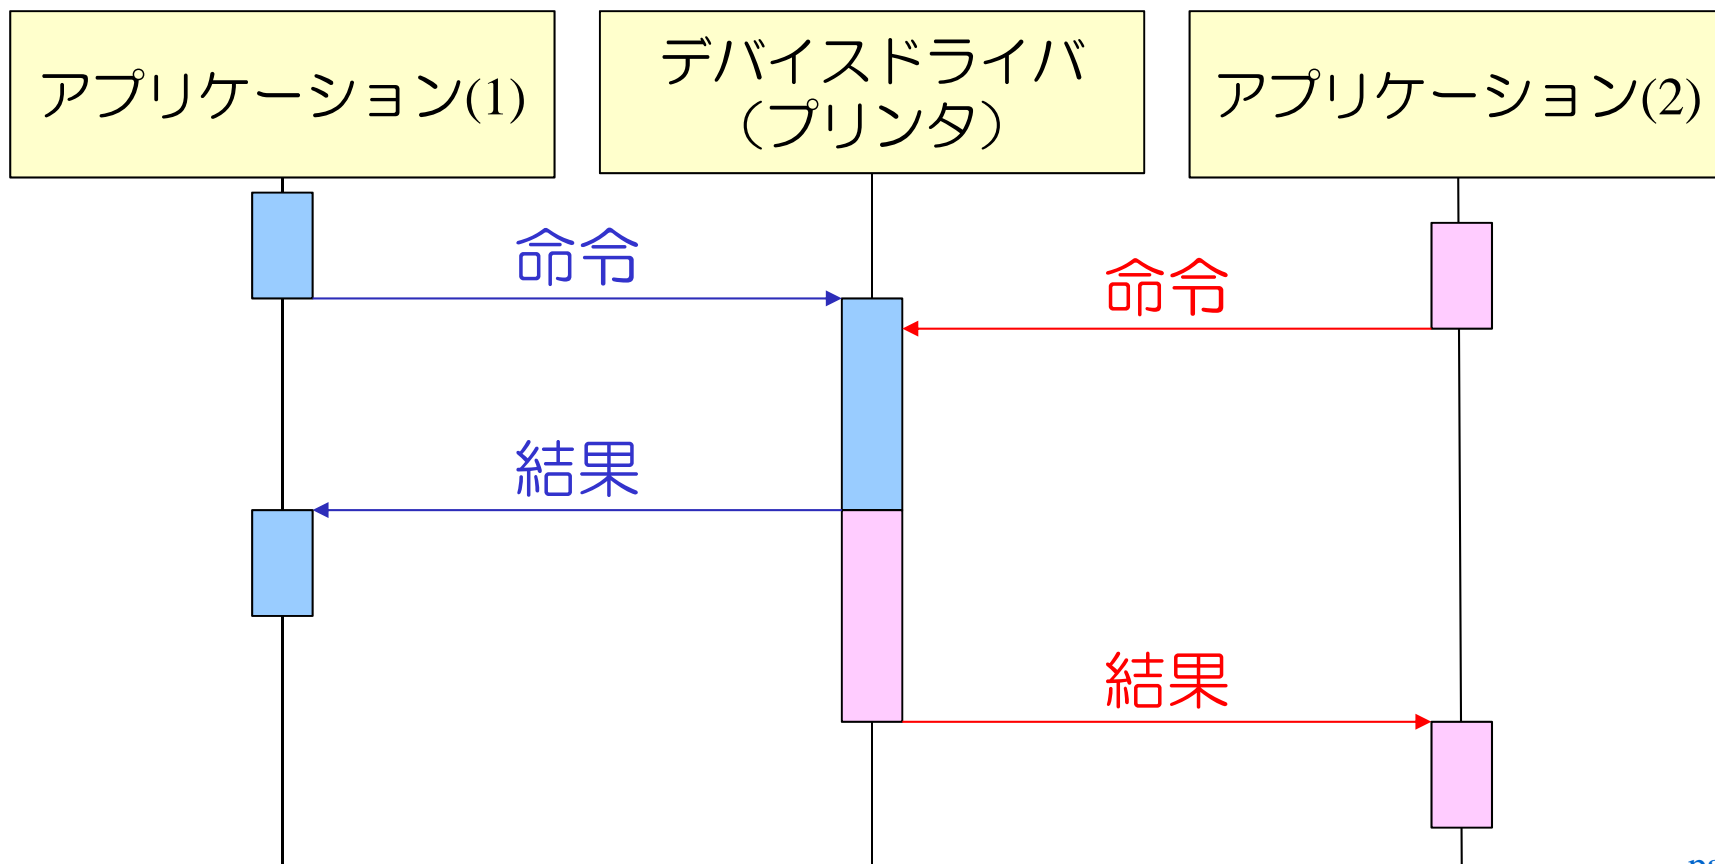 アプリケーション(1)
デバイスドライバ
（プリンタ）
アプリケーション(2)
命令
命令
結果
結果